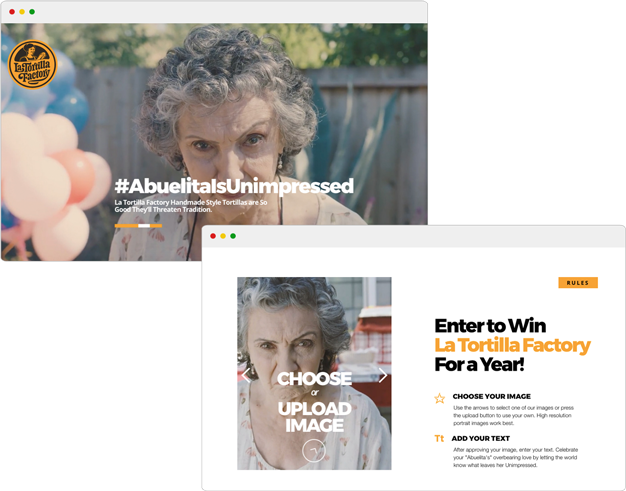 La Tortilla
Factory
#AbuelitaIsUnimpressed
La Tortilla Factory Handmade Style Tortillas are So
Good They'll Threaten Tradition.
RULES
CHOOSE
or
UPLOAD
IMAGE
Enter to Win
La Tortilla Factory
For a Year!
CHOOSE YOUR IMAGE
Use the arrows to select one of our images or press
the upload button to use your own. High resolution
portrait images work best.
Tt ADD YOUR TEXT
After approving your image, enter your text. Celebrate
your "Abuelita's" overbearing love by letting the world
know what leaves her Unimpressed.